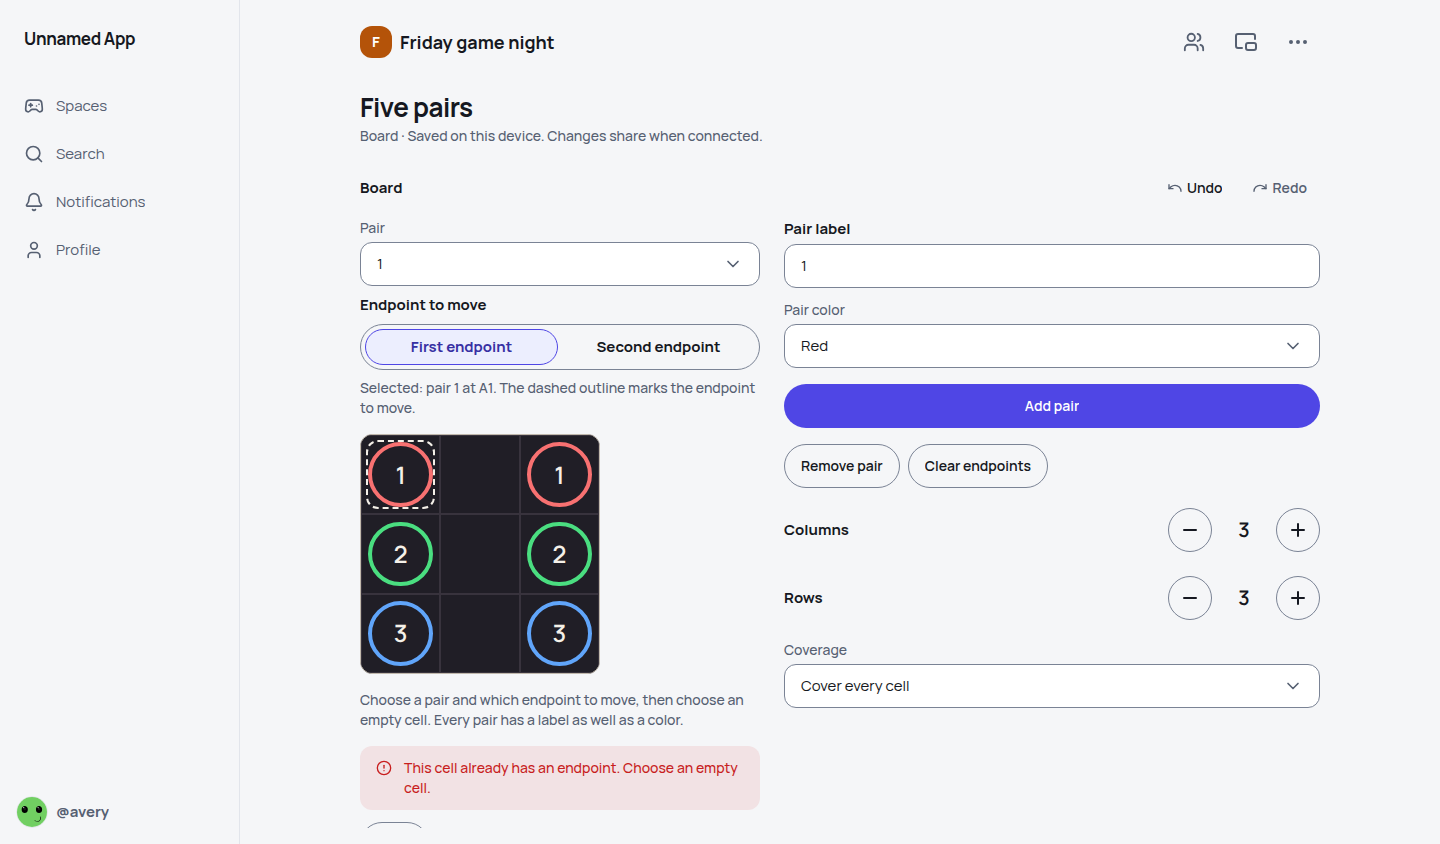 Unnamed App
Spaces
Search
Notifications
Profile
@avery
F
Friday game night
Five pairs
Board · Saved on this device. Changes share when connected.
Board
Undo
Redo
Pair
1
Endpoint to move
First endpoint
Second endpoint
Selected: pair 1 at A1. The dashed outline marks the endpoint
to move.
1
1
2
2
3
3
Choose a pair and which endpoint to move, then choose an
empty cell. Every pair has a label as well as a color.
This cell already has an endpoint. Choose an empty
cell.
Pair label
1
Pair color
Red
Add pair
Remove pair
Clear endpoints
Columns
3
Rows
3
Coverage
Cover every cell